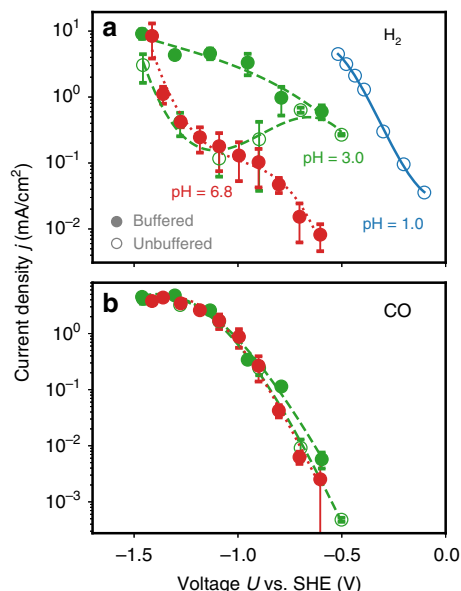 a
H₂
10¹
10⁰
10⁻¹
10⁻²
pH = 6.8
pH = 3.0
pH = 1.0
Buffered
Unbuffered
Current density j (mA/cm²)
b
CO
10⁰
10⁻¹
10⁻²
10⁻³
−1.5 −1.0 −0.5 0.0
Voltage U vs. SHE (V)